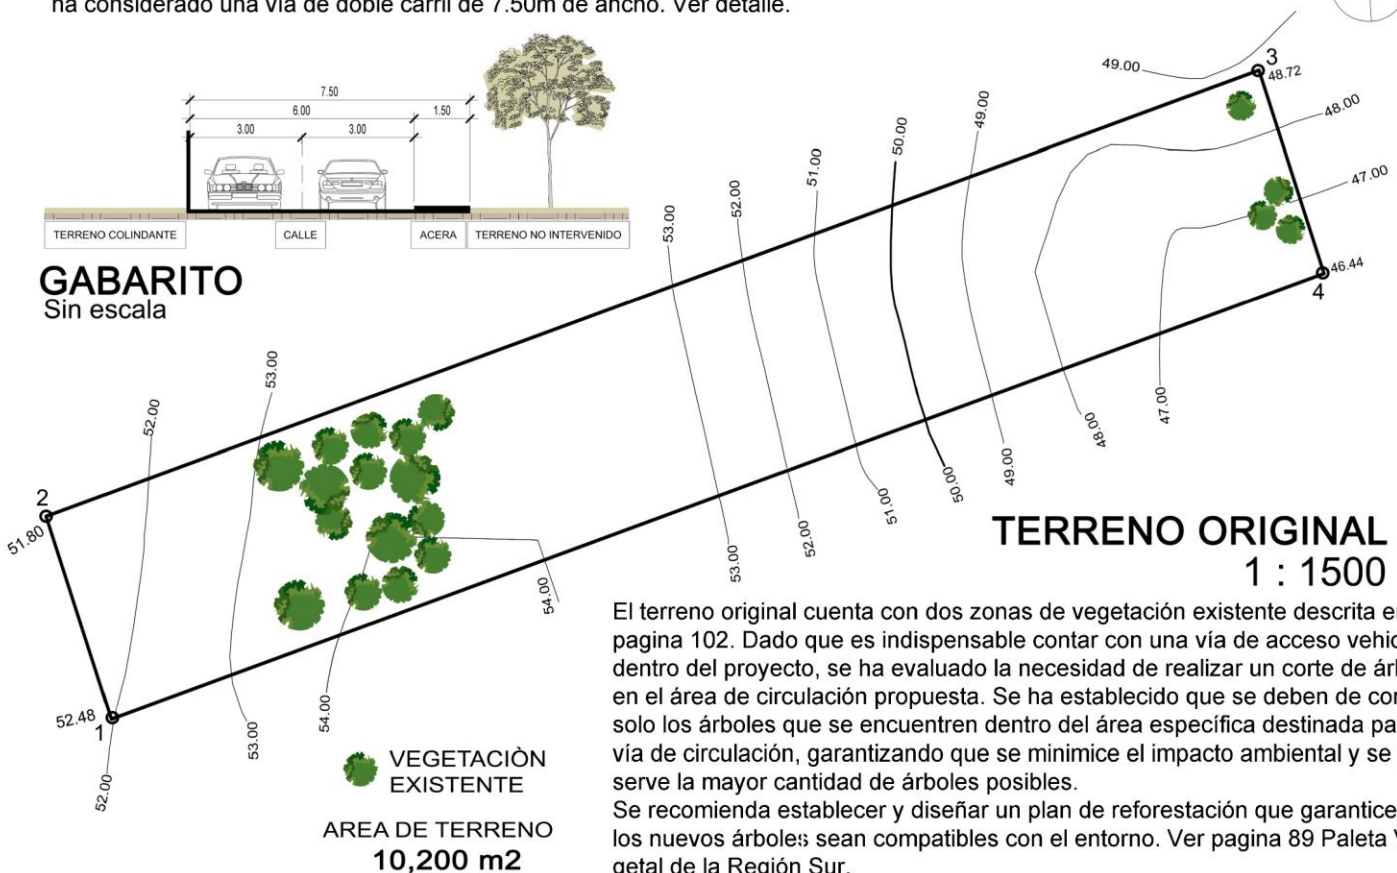 ha considerado una vía de doble carril de 7.50m de ancho. Ver detalle.
7.50
6.00
1.50
3.00
3.00
TERRENO COLINDANTE
CALLE
ACERA
TERRENO NO INTERVENIDO
GABARITO
Sin escala
49.00
3
48.72
48.00
47.00
46.44
4
49.00
50.00
51.00
52.00
53.00
53.00
52.00
2
51.80
52.48
1
52.00
53.00
54.00
54.00
53.00
52.00
51.00
50.00
49.00
48.00
47.00
TERRENO ORIGINAL
1 : 1500
VEGETACIÒN
EXISTENTE
AREA DE TERRENO
10,200 m2
El terreno original cuenta con dos zonas de vegetación existente descrita en
pagina 102. Dado que es indispensable contar con una vía de acceso vehic
dentro del proyecto, se ha evaluado la necesidad de realizar un corte de árb
en el área de circulación propuesta. Se ha establecido que se deben de cor
solo los árboles que se encuentren dentro del área específica destinada pa
vía de circulación, garantizando que se minimice el impacto ambiental y se
serve la mayor cantidad de árboles posibles.
Se recomienda establecer y diseñar un plan de reforestación que garantice
los nuevos árboles sean compatibles con el entorno. Ver pagina 89 Paleta V
getal de la Región Sur.